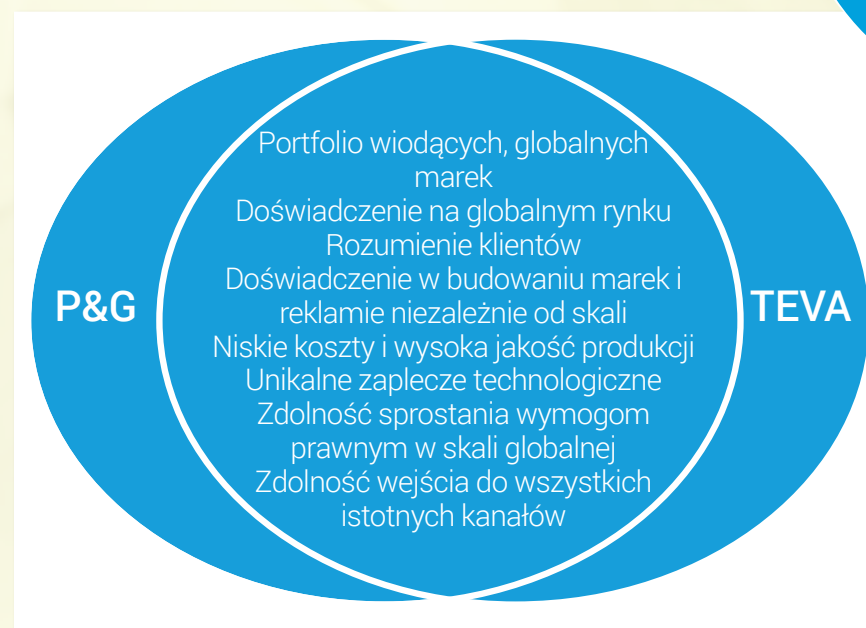 Portfolio wiodących, globalnych
marek
Doświadczenie na globalnym rynku
Rozumienie klientów
Doświadczenie w budowaniu marek i
reklamie niezależnie od skali
Niskie koszty i wysoka jakość produkcji
Unikalne zaplecze technologiczne
Zdolność sprostania wymogom
prawnym w skali globalnej
Zdolność wejścia do wszystkich
istotnych kanałów
P&G
TEVA